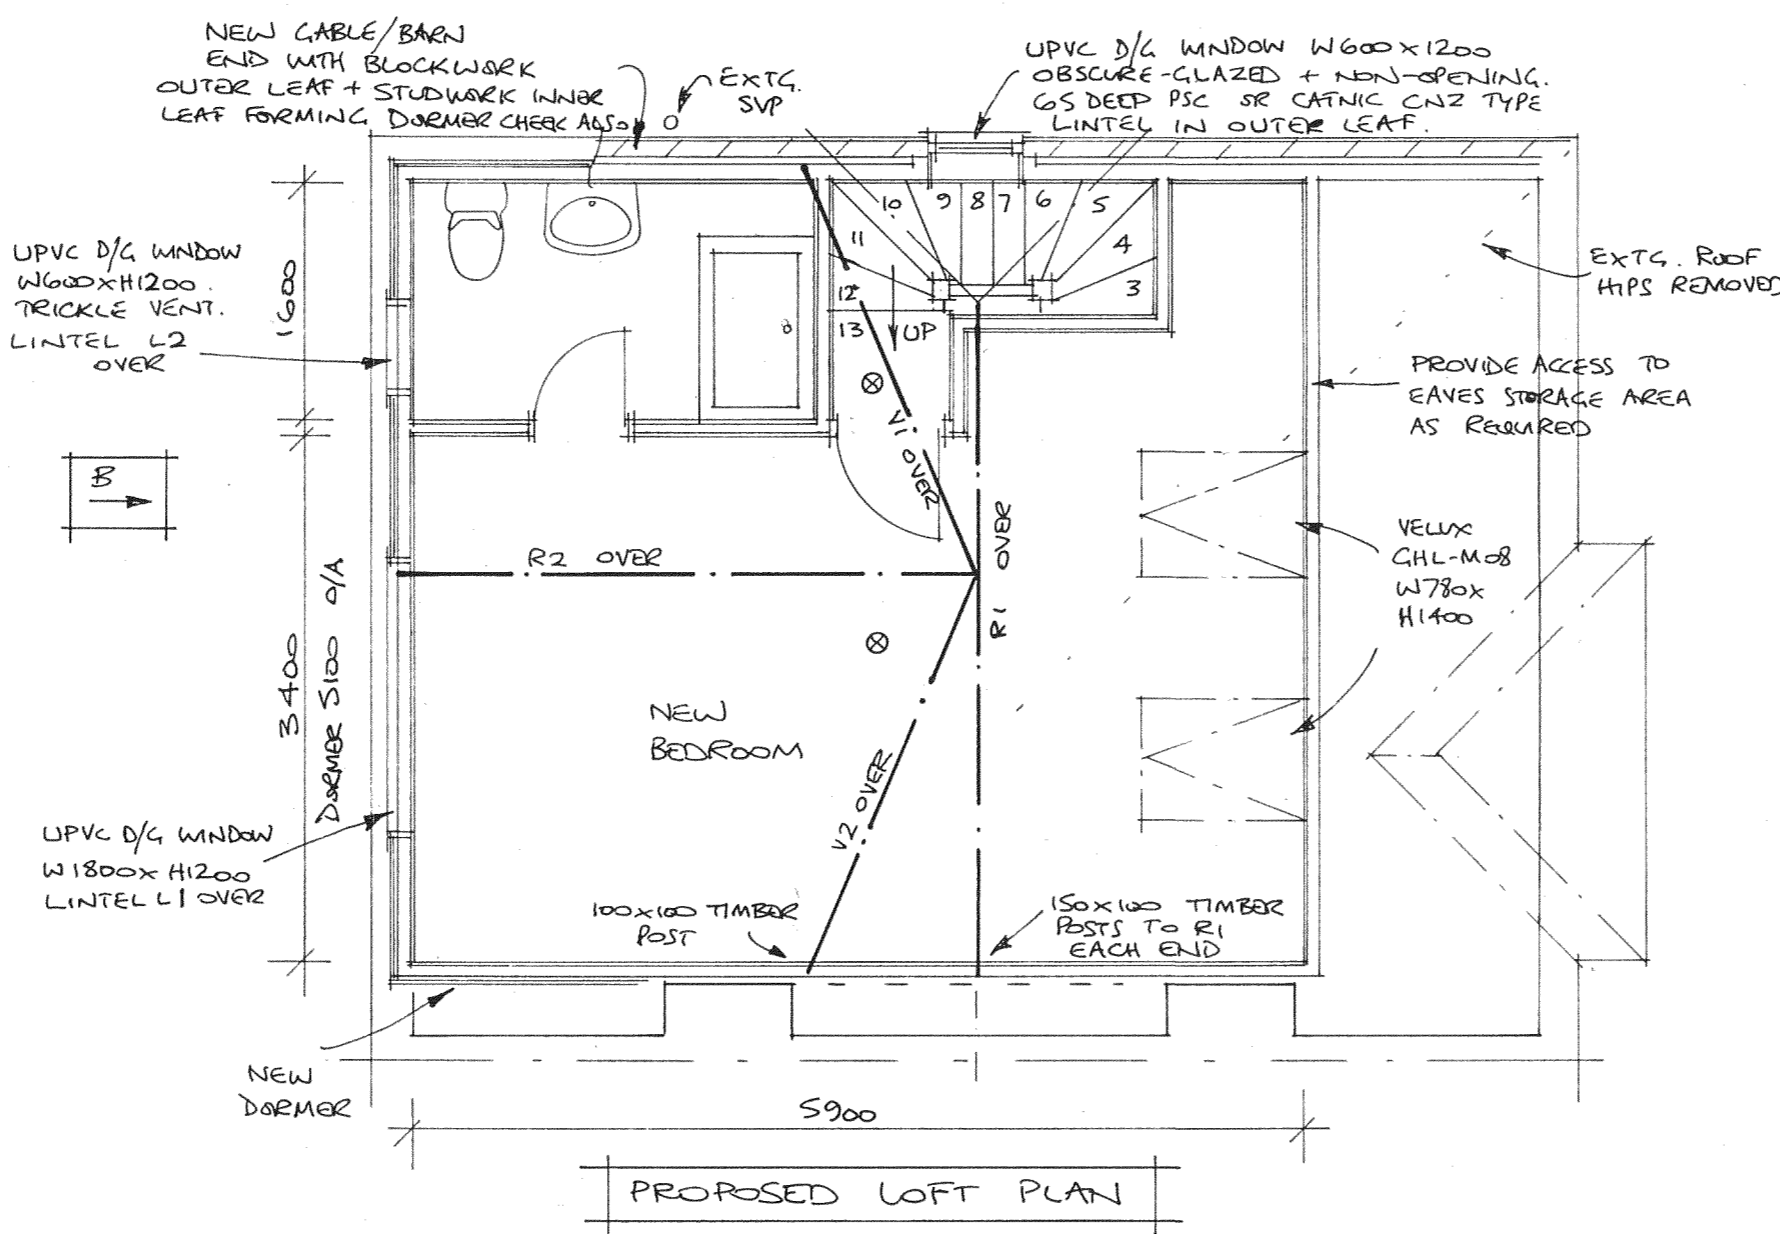 NEW GABLE/BARN
END WITH BLOCKWORK
OUTER LEAF + STUDWORK INNER
LEAF FORMING DORMER CHEEK ALSO
EXTG.
SVP
UPVC D/G WINDOW W600X1200
OBSCURE-GLAZED + NON-OPENING.
65 DEEP PSC OR CATNIC CN2 TYPE
LINTEL IN OUTER LEAF.
UPVC D/G WINDOW
W600XH1200.
TRICKLE VENT.
LINTEL L2
OVER
1600
10
9
8
7
6
5
11
4
12
3
13
UP
EXTG. ROOF
HIPS REMOVED
PROVIDE ACCESS TO
EAVES STORAGE AREA
AS REQUIRED
B
V1 OVER
R2 OVER
R1 OVER
VELUX
GHL-M08
W780X
H1400
3400
DORMER 5100 O/A
NEW
BEDROOM
V2 OVER
UPVC D/G WINDOW
W1800X H1200
LINTEL L1 OVER
100X100 TIMBER
POST
150X100 TIMBER
POSTS TO R1
EACH END
NEW
DORMER
5900
PROPOSED LOFT PLAN